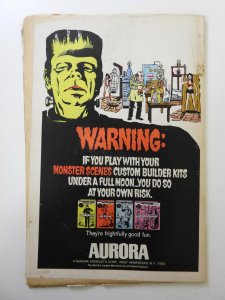 WARNING:
IF YOU PLAY WITH YOUR
MONSTER SCENES CUSTOM BUILDER KITS
UNDER A FULL MOON...YOU DO SO
AT YOUR OWN RISK.
They're frightfully good fun.
AURORA